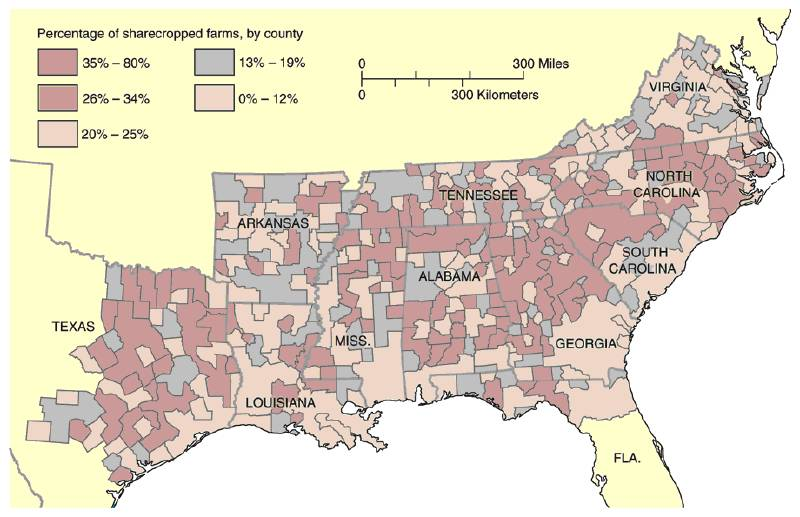 Percentage of sharecropped farms, by county
35% – 80%
13% – 19%
26% – 34%
0% – 12%
20% – 25%
0
300 Miles
0
300 Kilometers
VIRGINIA
NORTH
CAROLINA
TENNESSEE
ARKANSAS
SOUTH
CAROLINA
ALABAMA
TEXAS
MISS.
GEORGIA
LOUISIANA
FLA.